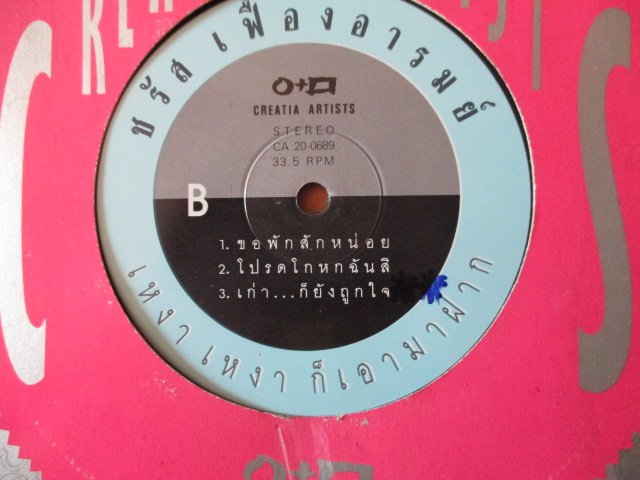 ชรัส เฟื่องอารมย์
CREATIA ARTISTS
STEREO
CA 20-0689
33.5 RPM
B
1. ขอพักสักหน่อย
2. โปรดโกหกฉันสิ
3. เก่า...ก็ยังถูกใจ
เหงา เหงา ก็เอามาฝาก